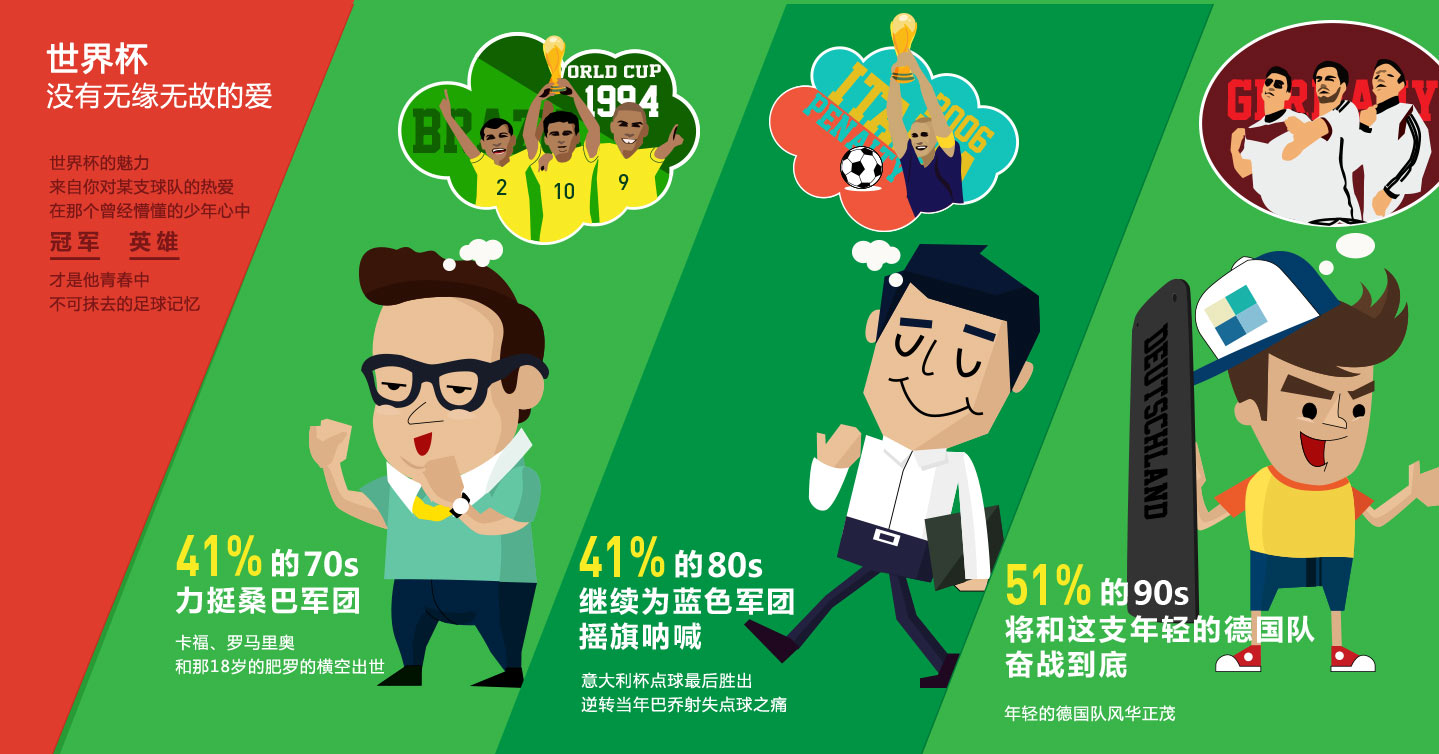 世界杯
没有无缘无故的爱
世界杯的魅力
来自你对某支球队的热爱
在那个曾经懵懂的少年心中
冠军 英雄
才是他青春中
不可抹去的足球记忆
WORLD CUP
1994
BRAZ
2
10
9
41% 的70s
力挺桑巴军团
卡福、罗马里奥
和那18岁的肥罗的横空出世
ITA
2006
PENALT
41% 的80s
继续为蓝色军团
摇旗呐喊
意大利杯点球最后胜出
逆转当年巴乔射失点球之痛
GERMANY
DEUTSCHLAND
51% 的90s
将和这支年轻的德国队
奋战到底
年轻的德国队风华正茂